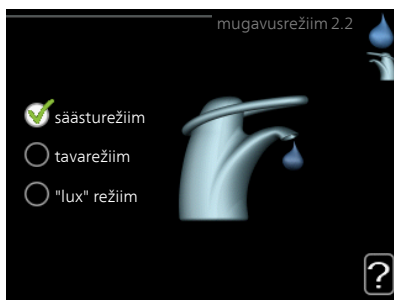 mugavusrežiim 2.2
säästurežiim
tavarežiim
"lux" režiim
?